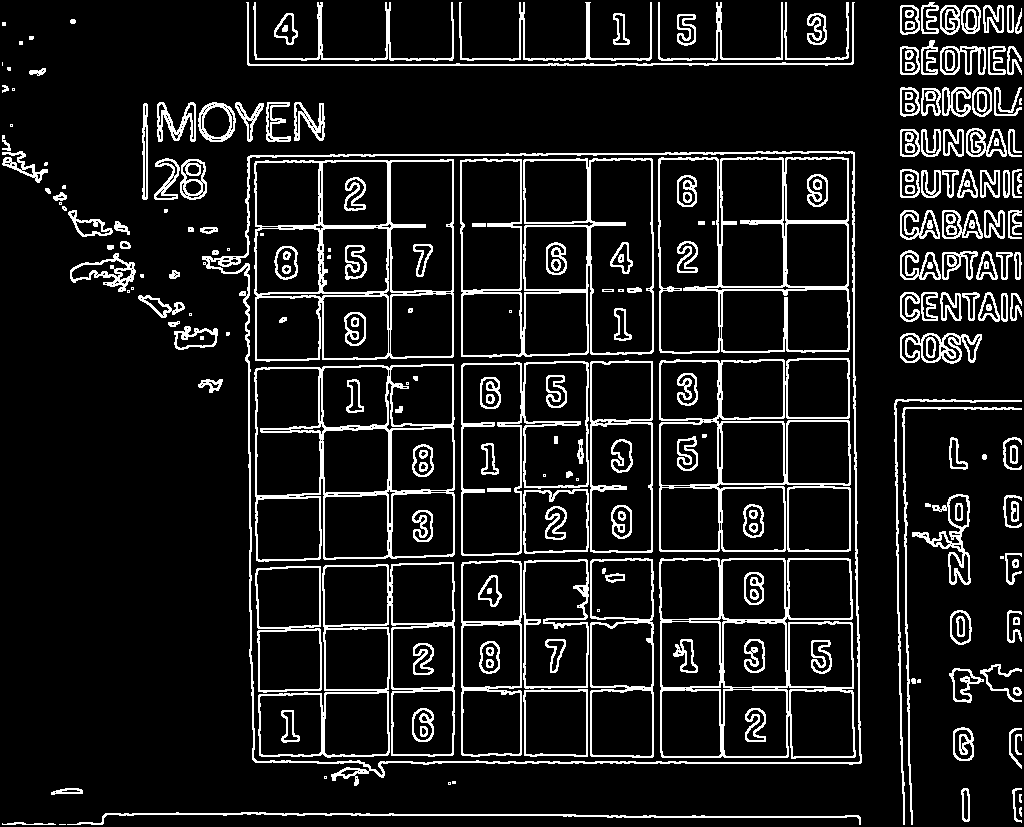 4 1 5 3
MOYEN
28
2 6 9
8 5 7 6 4 2
9 1
1 6 5 3
8 1 3 5
3 2 9 8
4 6
2 8 7 1 3 5
1 6 2
BÉGONI
BÉOTIEN
BRICOL
BUNGAL
BUTANIE
CABANE
CAPTATI
CENTAIN
COSY
L · O
O
N P
O R
E
G
I